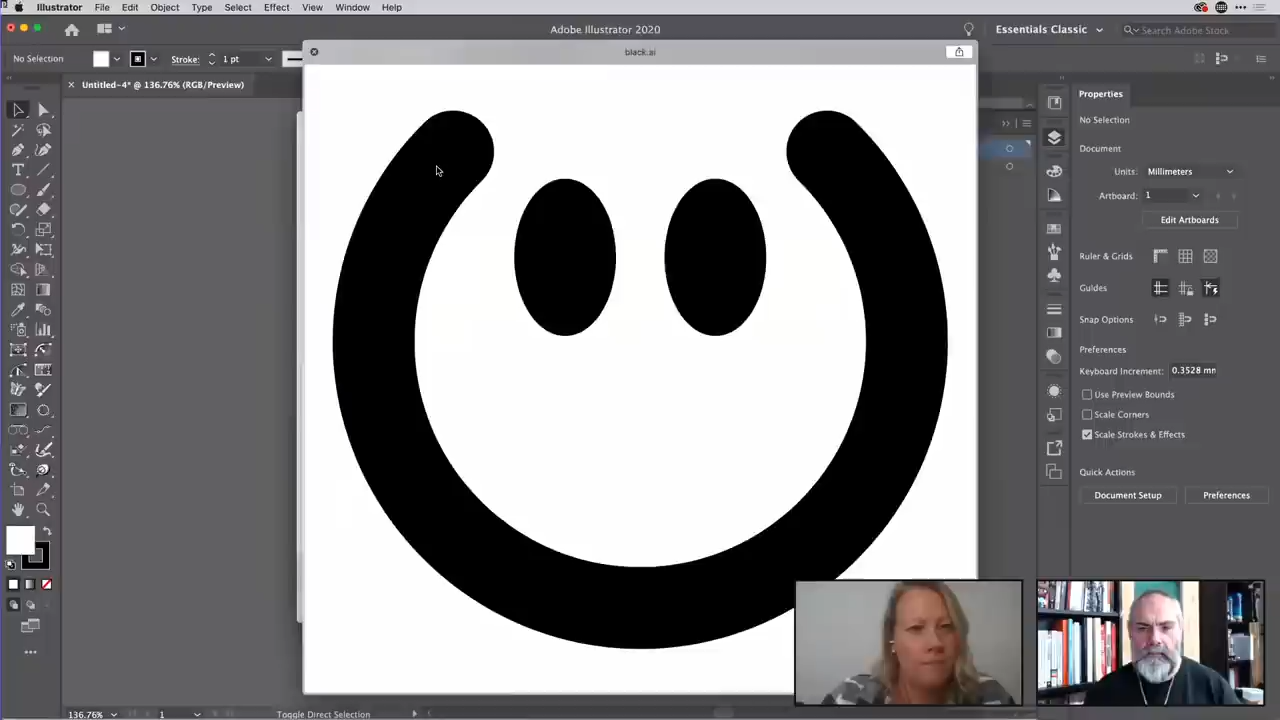 Illustrator File Edit Object Type Select Effect View Window Help
Adobe Illustrator 2020
Essentials Classic
Search Adobe Stock
No Selection
Stroke:
1 pt
black.ai
Untitled-4* @ 136.76% (RGB/Preview)
Properties
No Selection
Document
Units: Millimeters
Artboard: 1
Edit Artboards
Ruler & Grids
Guides
Snap Options
Preferences
Keyboard Increment: 0.3528 mm
Use Preview Bounds
Scale Corners
Scale Strokes & Effects
Quick Actions
Document Setup
Preferences
136.76%
1
Toggle Direct Selection